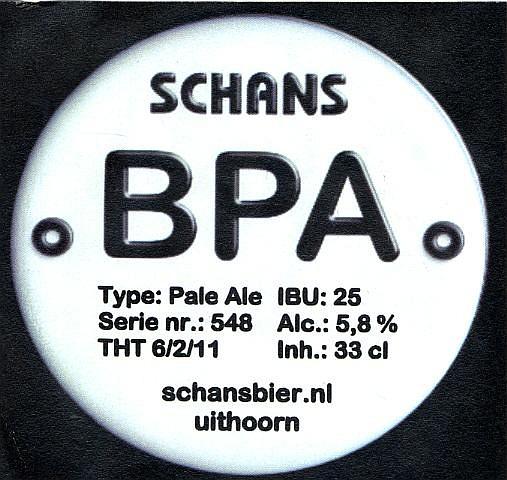 SCHANS
BPA
Type: Pale Ale IBU: 25
Serie nr.: 548 Alc.: 5,8 %
THT 6/2/11 Inh.: 33 cl
schansbier.nl
uithoorn